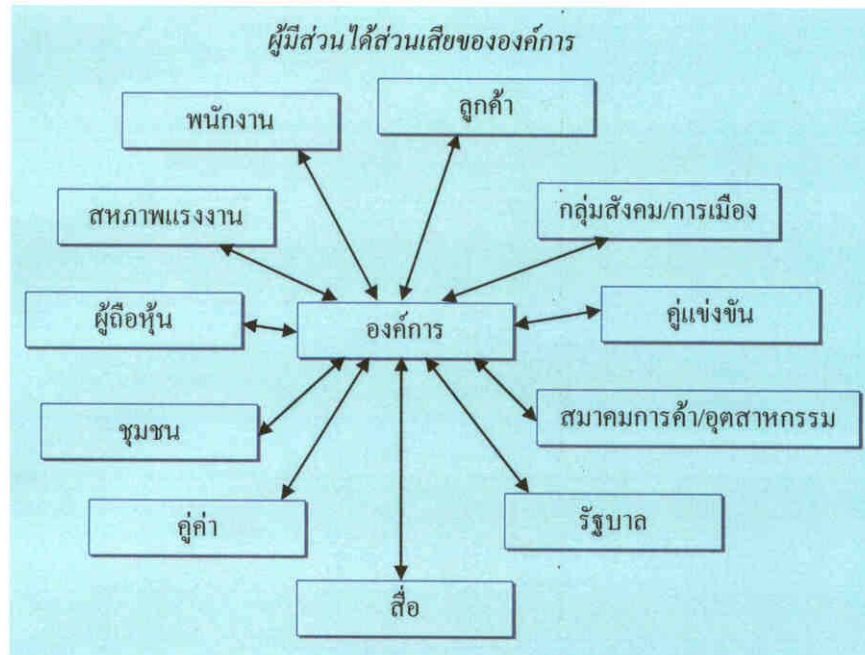 ผู้มีส่วนได้ส่วนเสียขององค์การ
ลูกค้า
พนักงาน
สหภาพแรงงาน
กลุ่มสังคม/การเมือง
ผู้ถือหุ้น
องค์การ
คู่แข่งขัน
ชุมชน
สมาคมการค้า/อุตสาหกรรม
คู่ค่า
รัฐบาล
สื่อ